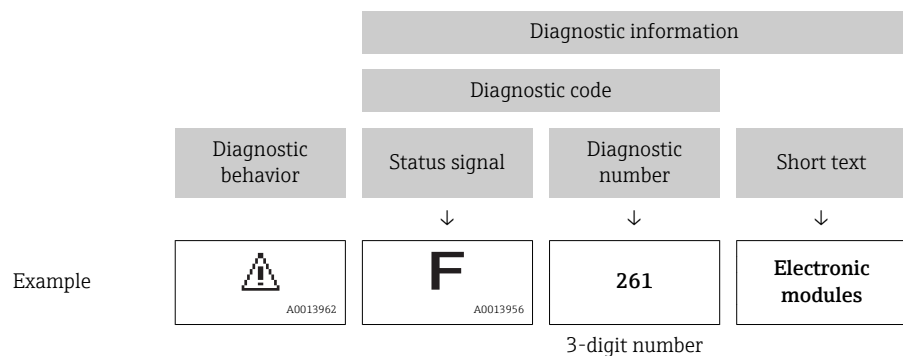 Diagnostic information
Diagnostic code
Diagnostic
behavior
Status signal
Diagnostic
number
Short text
↓ ↓ ↓
Example
A0013962
F
A0013956
261
Electronic
modules
3-digit number